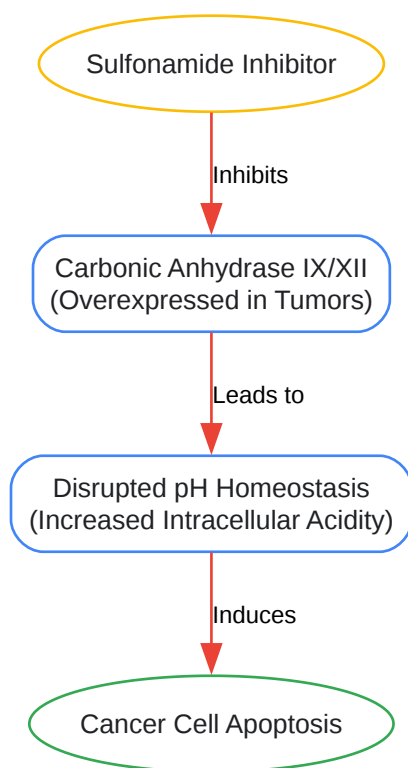 Sulfonamide Inhibitor
Inhibits
Carbonic Anhydrase IX/XII
(Overexpressed in Tumors)
Leads to
Disrupted pH Homeostasis
(Increased Intracellular Acidity)
Induces
Cancer Cell Apoptosis